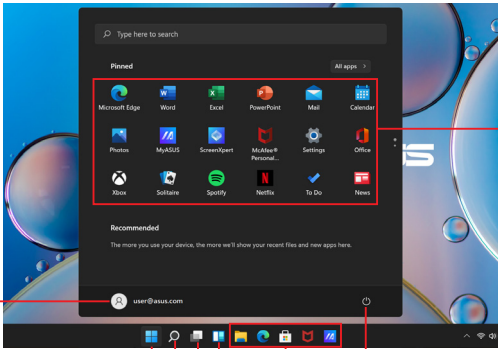 Type here to search
Pinned
All apps >
Microsoft Edge
Word
Excel
PowerPoint
Mail
Calendar
Photos
MyASUS
ScreenXpert
McAfee®
Personal...
Settings
Office
Xbox
Solitaire
Spotify
Netflix
To Do
News
Recommended
The more you use your device, the more we'll show your recent files and new apps here.
user@asus.com